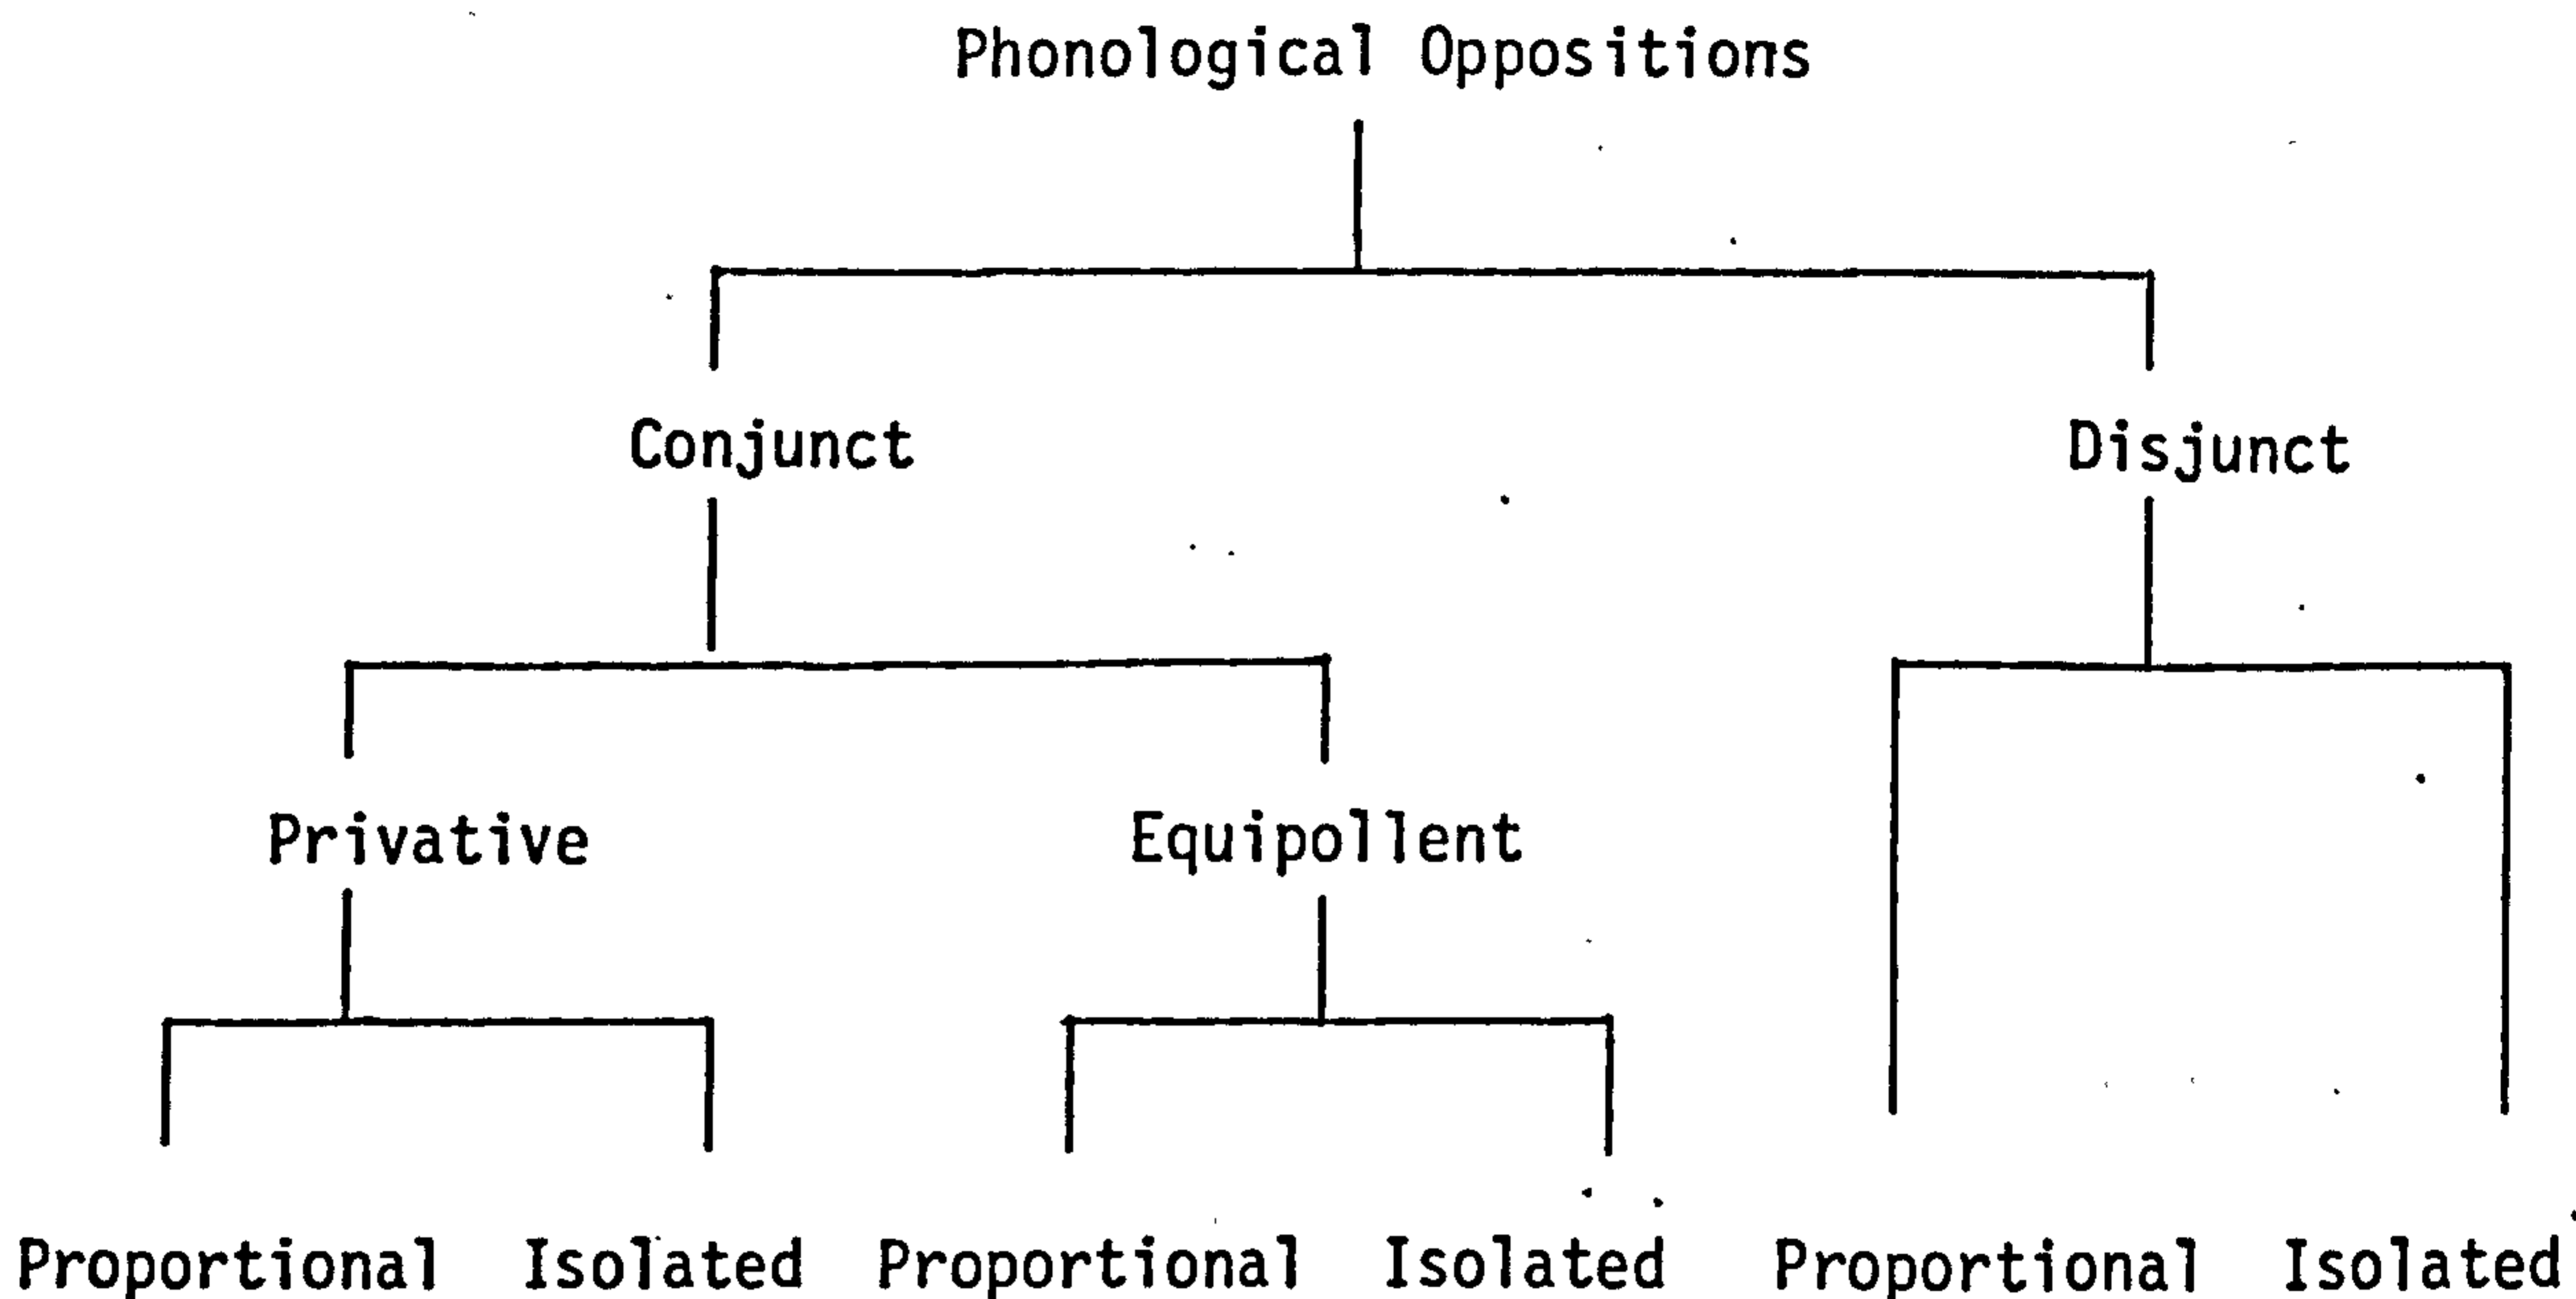 Phonological Oppositions
Conjunct Disjunct
Privative Equipollent
Proportional Isolated Proportional Isolated Proportional Isolated